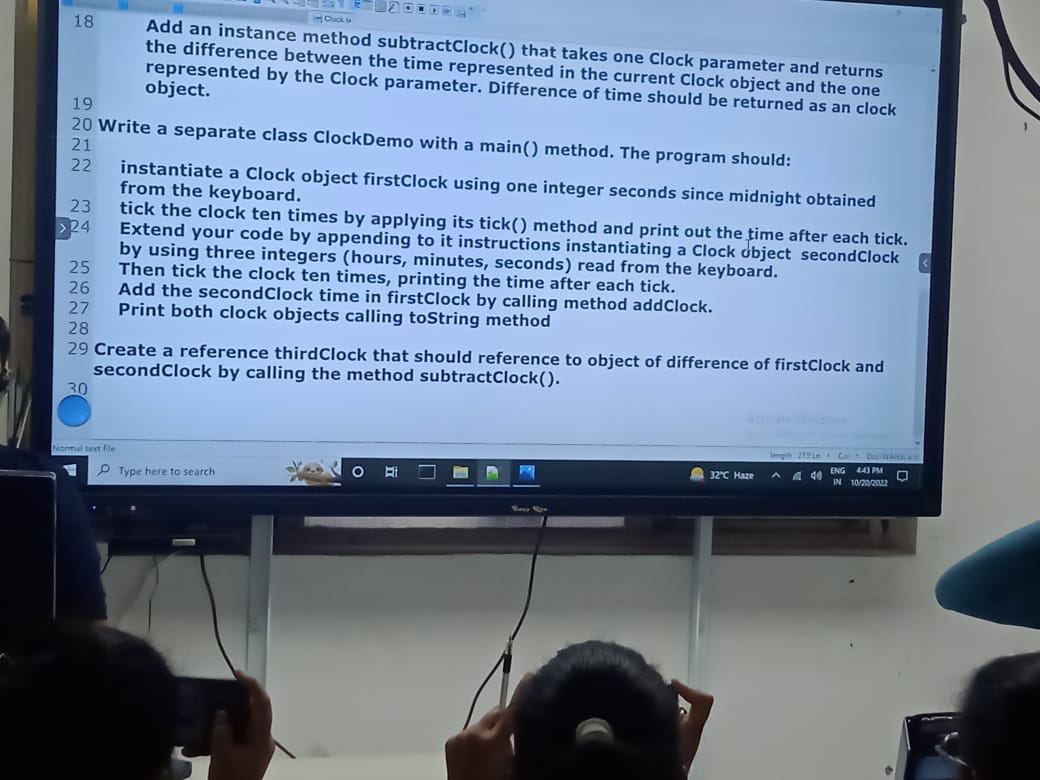 Clock.tx
18 Add an instance method subtractClock() that takes one Clock parameter and returns
the difference between the time represented in the current Clock object and the one
represented by the Clock parameter. Difference of time should be returned as an clock
object.
19
20 Write a separate class ClockDemo with a main() method. The program should:
21
22 instantiate a Clock object firstClock using one integer seconds since midnight obtained
from the keyboard.
23 tick the clock ten times by applying its tick() method and print out the time after each tick.
24 Extend your code by appending to it instructions instantiating a Clock object secondClock
by using three integers (hours, minutes, seconds) read from the keyboard.
25 Then tick the clock ten times, printing the time after each tick.
26 Add the secondClock time in firstClock by calling method addClock.
27 Print both clock objects calling toString method
28
29 Create a reference thirdClock that should reference to object of difference of firstClock and
secondClock by calling the method subtractClock().
30
Activate Windows
Normal text file
Type here to search
32°C Haze
ENG
IN
4:43 PM
10/20/2022